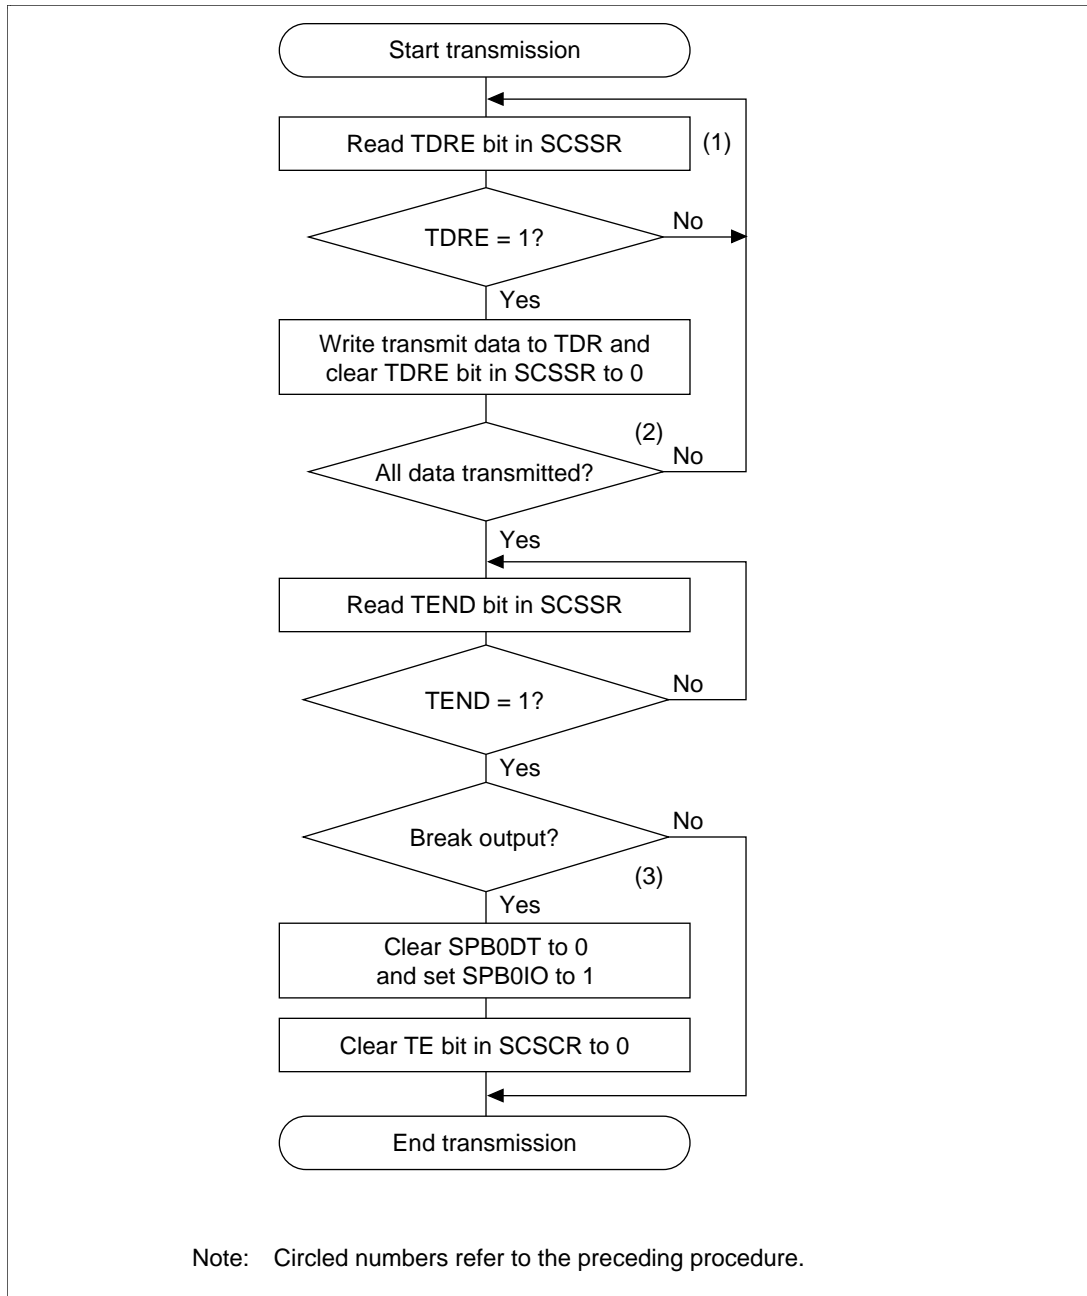 Start transmission
Read TDRE bit in SCSSR
(1)
TDRE = 1?
No
Yes
Write transmit data to TDR and
clear TDRE bit in SCSSR to 0
(2)
All data transmitted?
No
Yes
Read TEND bit in SCSSR
TEND = 1?
No
Yes
Break output?
No
(3)
Yes
Clear SPB0DT to 0
and set SPB0IO to 1
Clear TE bit in SCSCR to 0
End transmission
Note: Circled numbers refer to the preceding procedure.